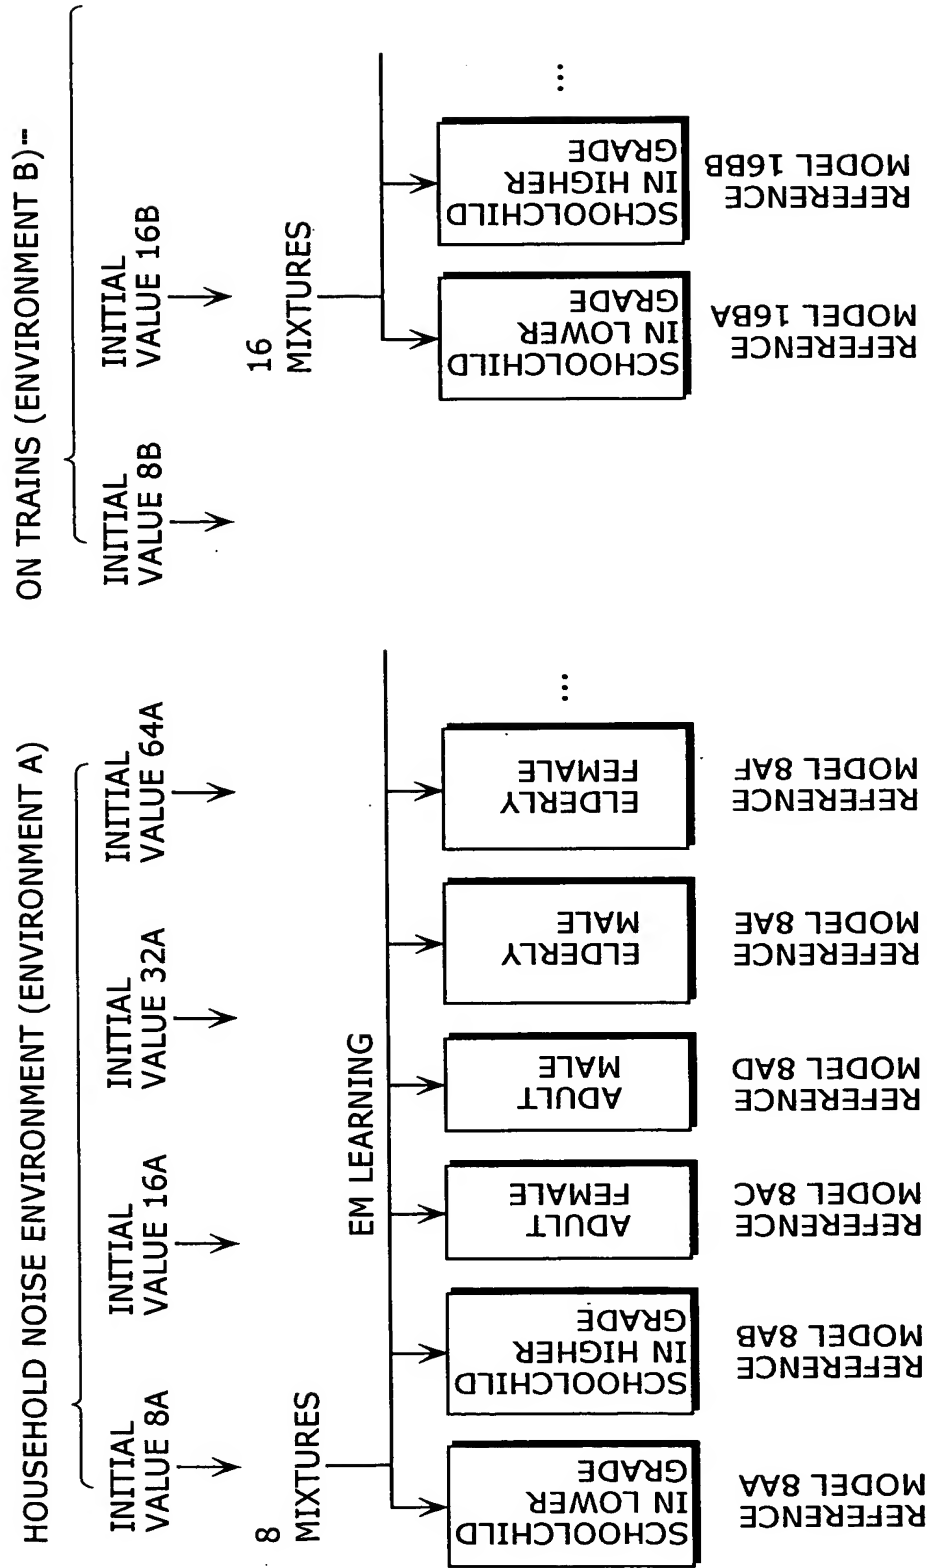 HOUSEHOLD NOISE ENVIRONMENT (ENVIRONMENT A)
INITIAL
VALUE 8A
INITIAL
VALUE 16A
INITIAL
VALUE 32A
INITIAL
VALUE 64A
8
MIXTURES
EM LEARNING
SCHOOLCHILD
IN LOWER
GRADE
REFERENCE
MODEL 8AA
SCHOOLCHILD
IN HIGHER
GRADE
REFERENCE
MODEL 8AB
ADULT
FEMALE
REFERENCE
MODEL 8AC
ADULT
MALE
REFERENCE
MODEL 8AD
ELDERLY
MALE
REFERENCE
MODEL 8AE
ELDERLY
FEMALE
REFERENCE
MODEL 8AF
...
ON TRAINS (ENVIRONMENT B)--
INITIAL
VALUE 8B
INITIAL
VALUE 16B
16
MIXTURES
SCHOOLCHILD
IN LOWER
GRADE
REFERENCE
MODEL 16BA
SCHOOLCHILD
IN HIGHER
GRADE
REFERENCE
MODEL 16BB
...